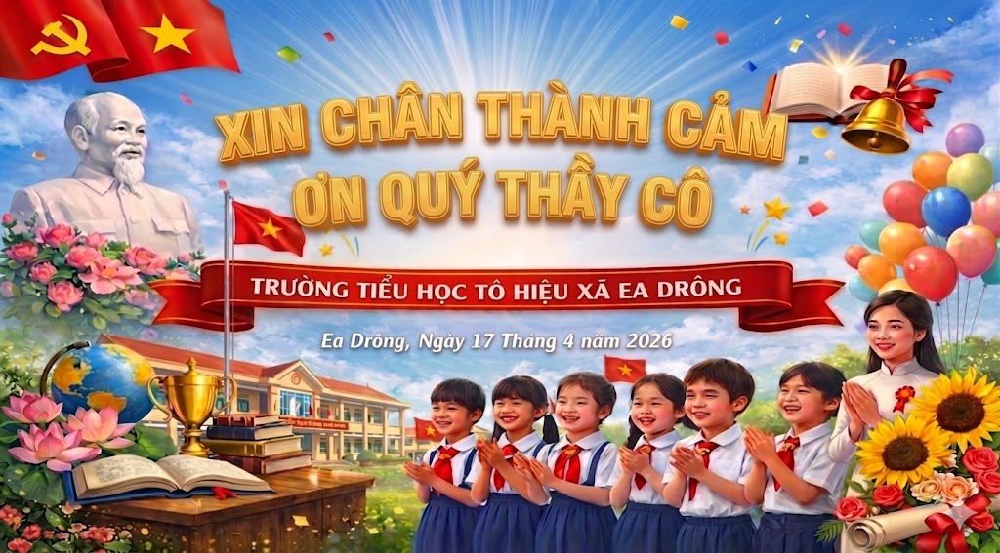 XIN CHÂN THÀNH CẢM
ƠN QUÝ THẦY CÔ
TRƯỜNG TIỂU HỌC TÔ HIỆU XÃ EA DRÔNG
Ea Drông, Ngày 17 Tháng 4 năm 2026